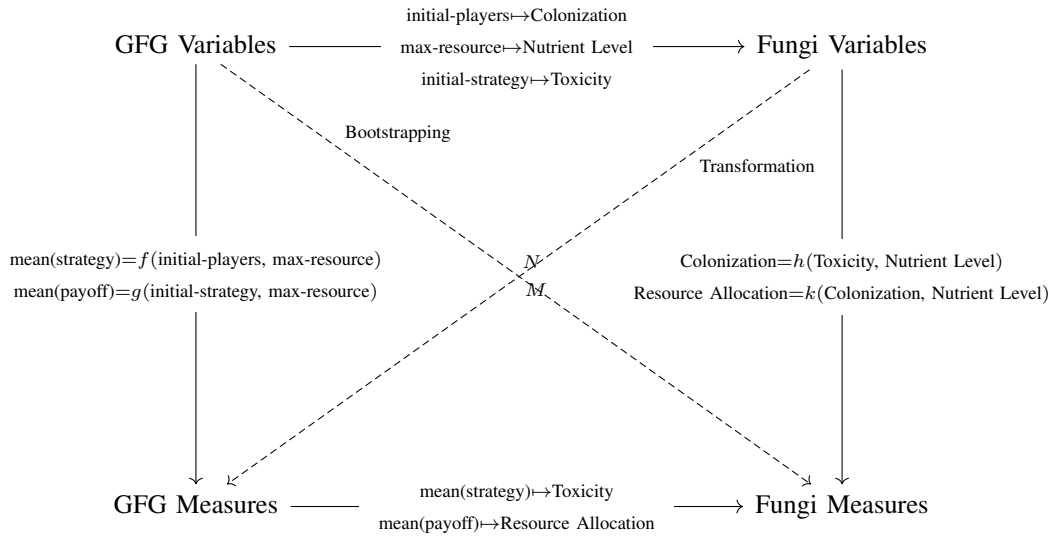 initial-players↦Colonization
GFG Variables
max-resource↦Nutrient Level
Fungi Variables
initial-strategy↦Toxicity
Bootstrapping
Transformation
N
M
mean(strategy)=f(initial-players, max-resource)
mean(payoff)=g(initial-strategy, max-resource)
Colonization=h(Toxicity, Nutrient Level)
Resource Allocation=k(Colonization, Nutrient Level)
GFG Measures
mean(strategy)↦Toxicity
mean(payoff)↦Resource Allocation
Fungi Measures